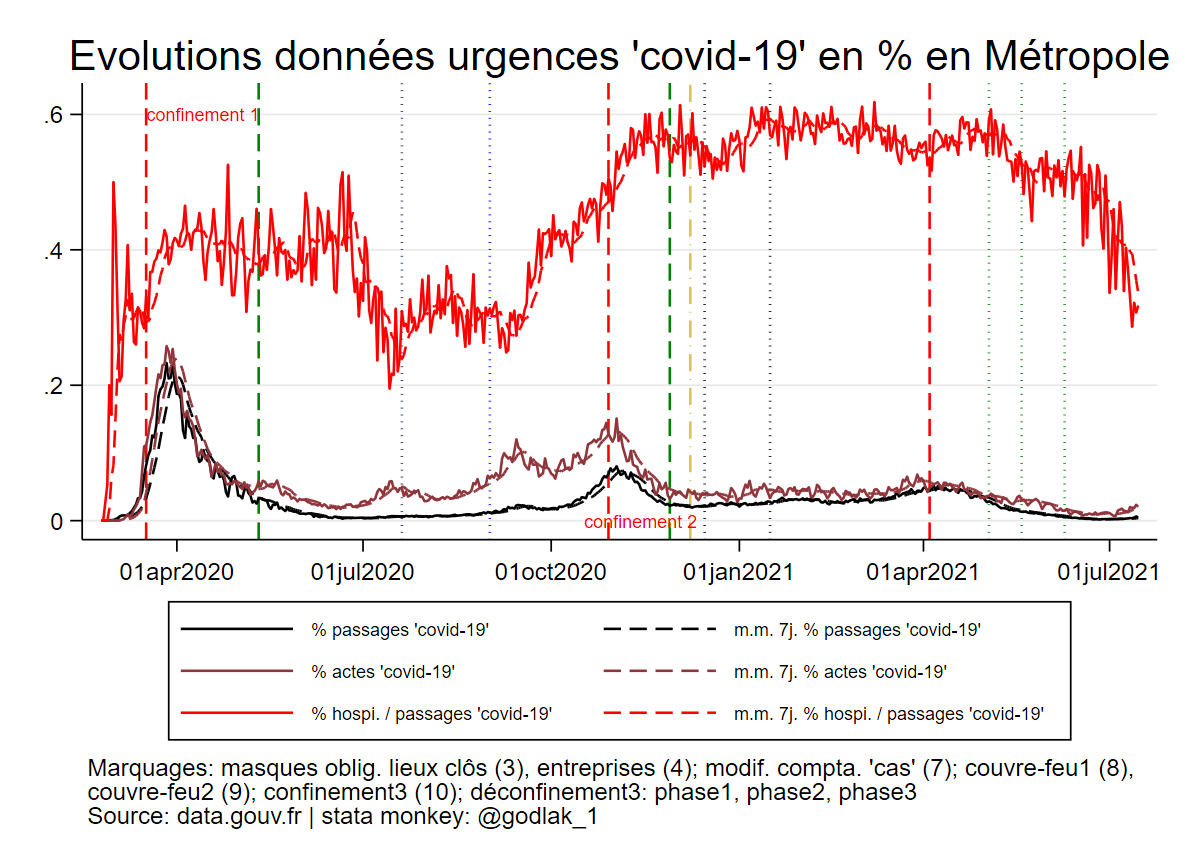 Evolutions données urgences 'covid-19' en % en Métropole
confinement 1
confinement 2
.6
.4
.2
0
01apr2020 01jul2020 01oct2020 01jan2021 01apr2021 01jul2021
% passages 'covid-19' m.m. 7j. % passages 'covid-19'
% actes 'covid-19' m.m. 7j. % actes 'covid-19'
% hospi. / passages 'covid-19' m.m. 7j. % hospi. / passages 'covid-19'
Marquages: masques oblig. lieux clôs (3), entreprises (4); modif. compta. 'cas' (7); couvre-feu1 (8),
couvre-feu2 (9); confinement3 (10); déconfinement3: phase1, phase2, phase3
Source: data.gouv.fr | stata monkey: @godlak_1